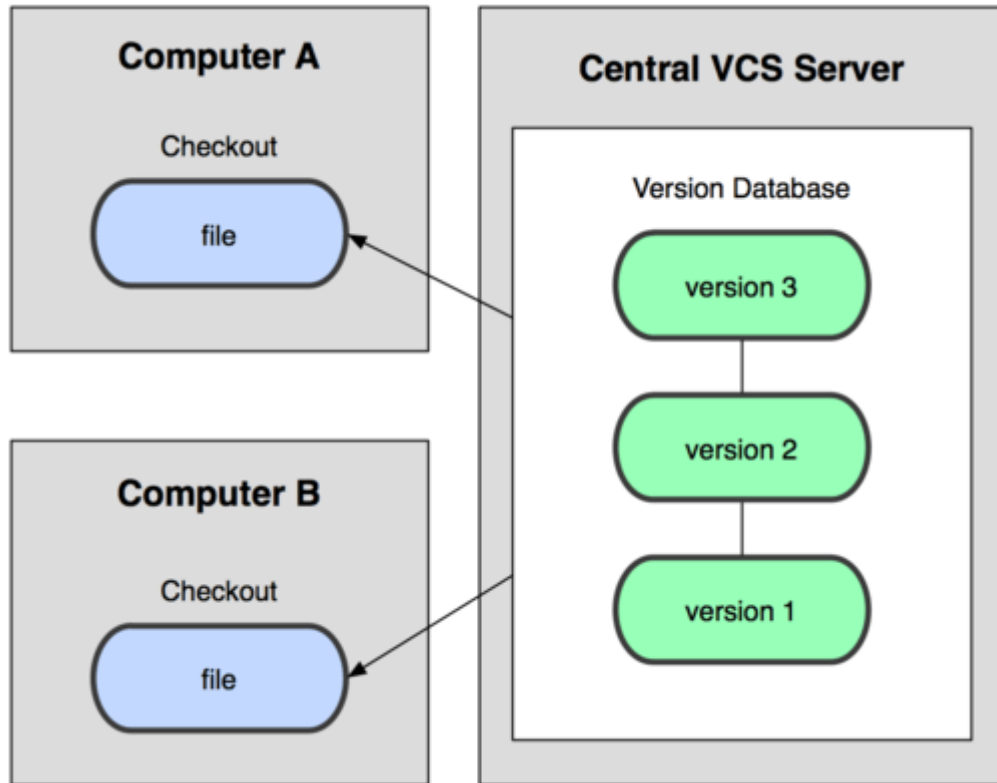 Computer A
Checkout
file
Computer B
Checkout
file
Central VCS Server
Version Database
version 3
version 2
version 1